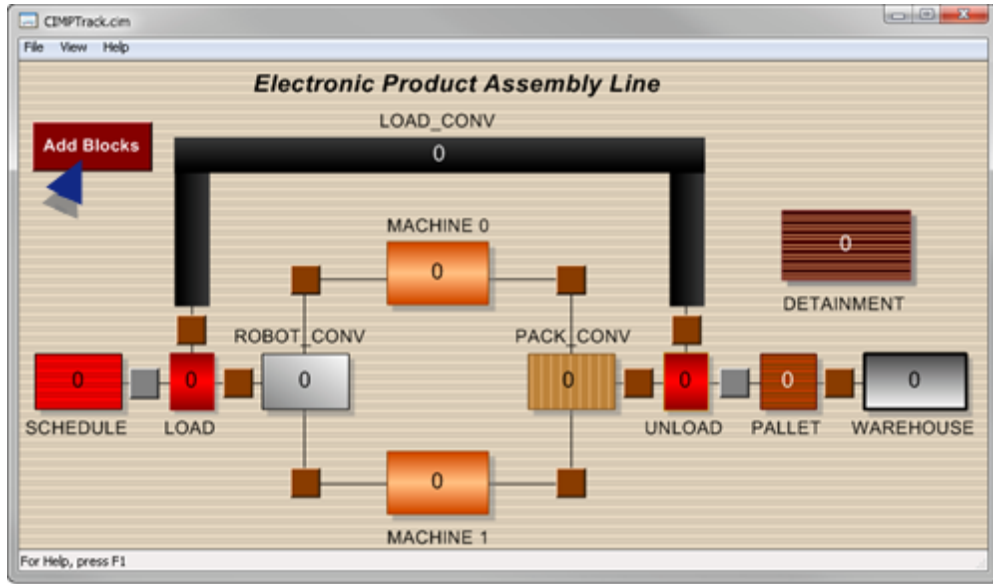 CIMPTrack.cim
File View Help
Electronic Product Assembly Line
LOAD_CONV
Add Blocks
0
MACHINE 0
0
0
DETAINMENT
ROBOT_CONV
PACK_CONV
0 0 0 0 0 0 0
SCHEDULE LOAD UNLOAD PALLET WAREHOUSE
0
MACHINE 1
For Help, press F1